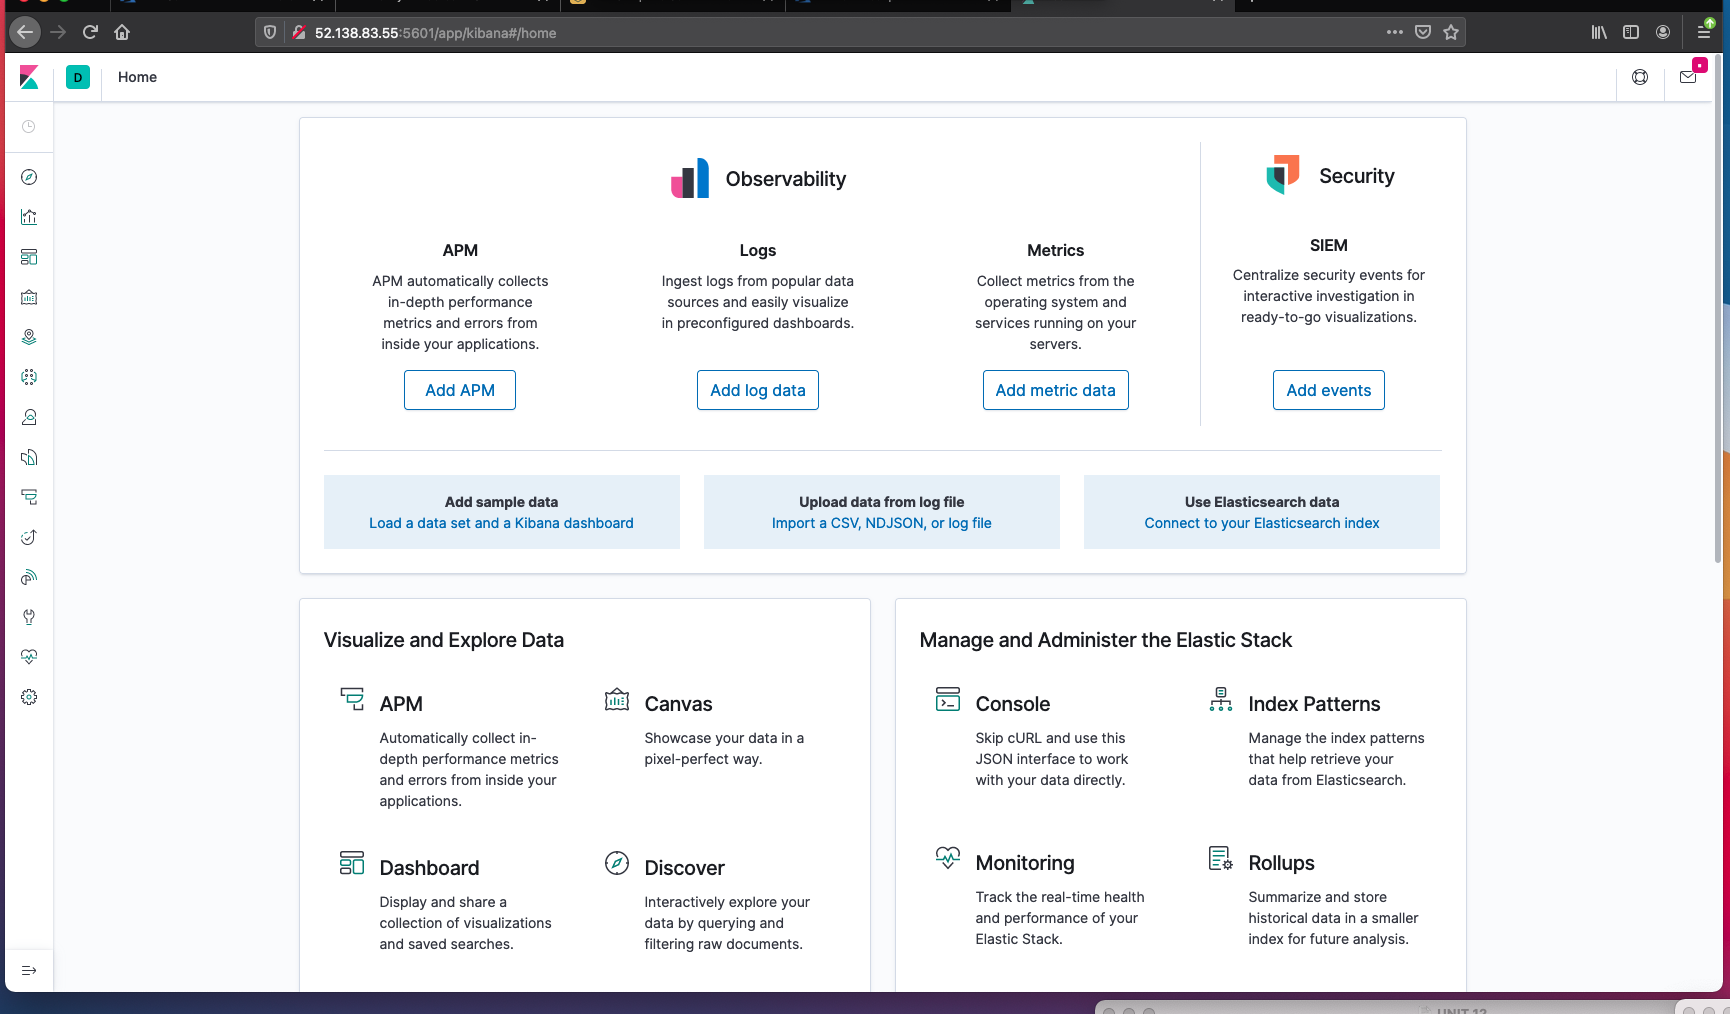 52.138.83.55:5601/app/kibana#/home
D
Home
Observability
Security
APM
APM automatically collects
in-depth performance
metrics and errors from
inside your applications.
Add APM
Logs
Ingest logs from popular data
sources and easily visualize
in preconfigured dashboards.
Add log data
Metrics
Collect metrics from the
operating system and
services running on your
servers.
Add metric data
SIEM
Centralize security events for
interactive investigation in
ready-to-go visualizations.
Add events
Add sample data
Load a data set and a Kibana dashboard
Upload data from log file
Import a CSV, NDJSON, or log file
Use Elasticsearch data
Connect to your Elasticsearch index
Visualize and Explore Data
APM
Automatically collect in-
depth performance metrics
and errors from inside your
applications.
Canvas
Showcase your data in a
pixel-perfect way.
Dashboard
Display and share a
collection of visualizations
and saved searches.
Discover
Interactively explore your
data by querying and
filtering raw documents.
Manage and Administer the Elastic Stack
Console
Skip cURL and use this
JSON interface to work
with your data directly.
Index Patterns
Manage the index patterns
that help retrieve your
data from Elasticsearch.
Monitoring
Track the real-time health
and performance of your
Elastic Stack.
Rollups
Summarize and store
historical data in a smaller
index for future analysis.